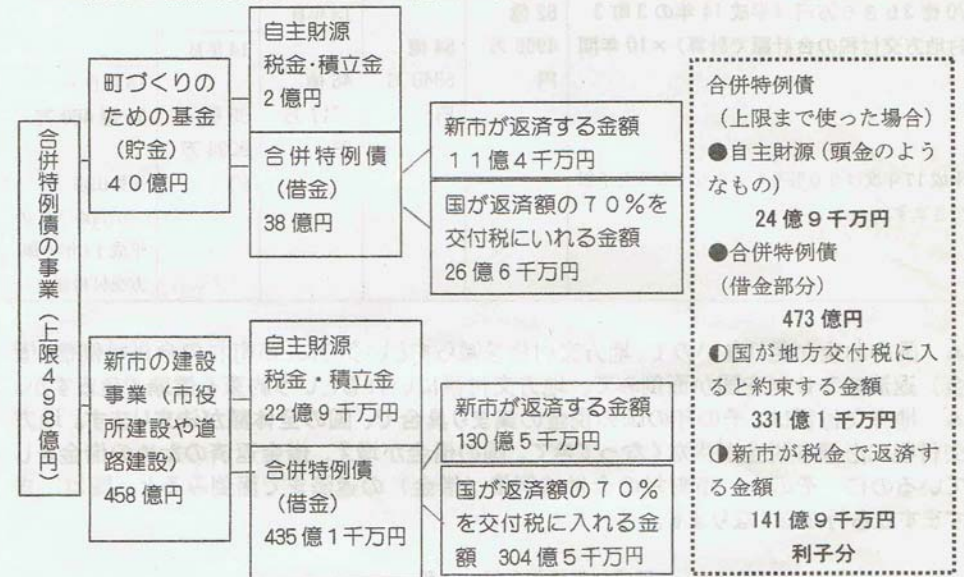 合併特例債の事業（上限498億円）
町づくりの
ための基金
（貯金）
40億円
自主財源
税金・積立金
2億円
合併特例債
（借金）
38億円
新市が返済する金額
11億4千万円
国が返済額の70％を
交付税にいれる金額
26億6千万円
新市の建設
事業（市役
所建設や道
路建設）
458億円
自主財源
税金・積立金
22億9千万円
合併特例債
（借金）
435億1千万円
新市が返済する金額
130億5千万円
国が返済額の70％
を交付税に入れる金
額 304億5千万円
合併特例債
（上限まで使った場合）
●自主財源（頭金のよう
なもの）
24億9千万円
●合併特例債
（借金部分）
473億円
◐国が地方交付税に入
ると約束する金額
331億1千万円
◑新市が税金で返済す
る金額
141億9千万円
利子分